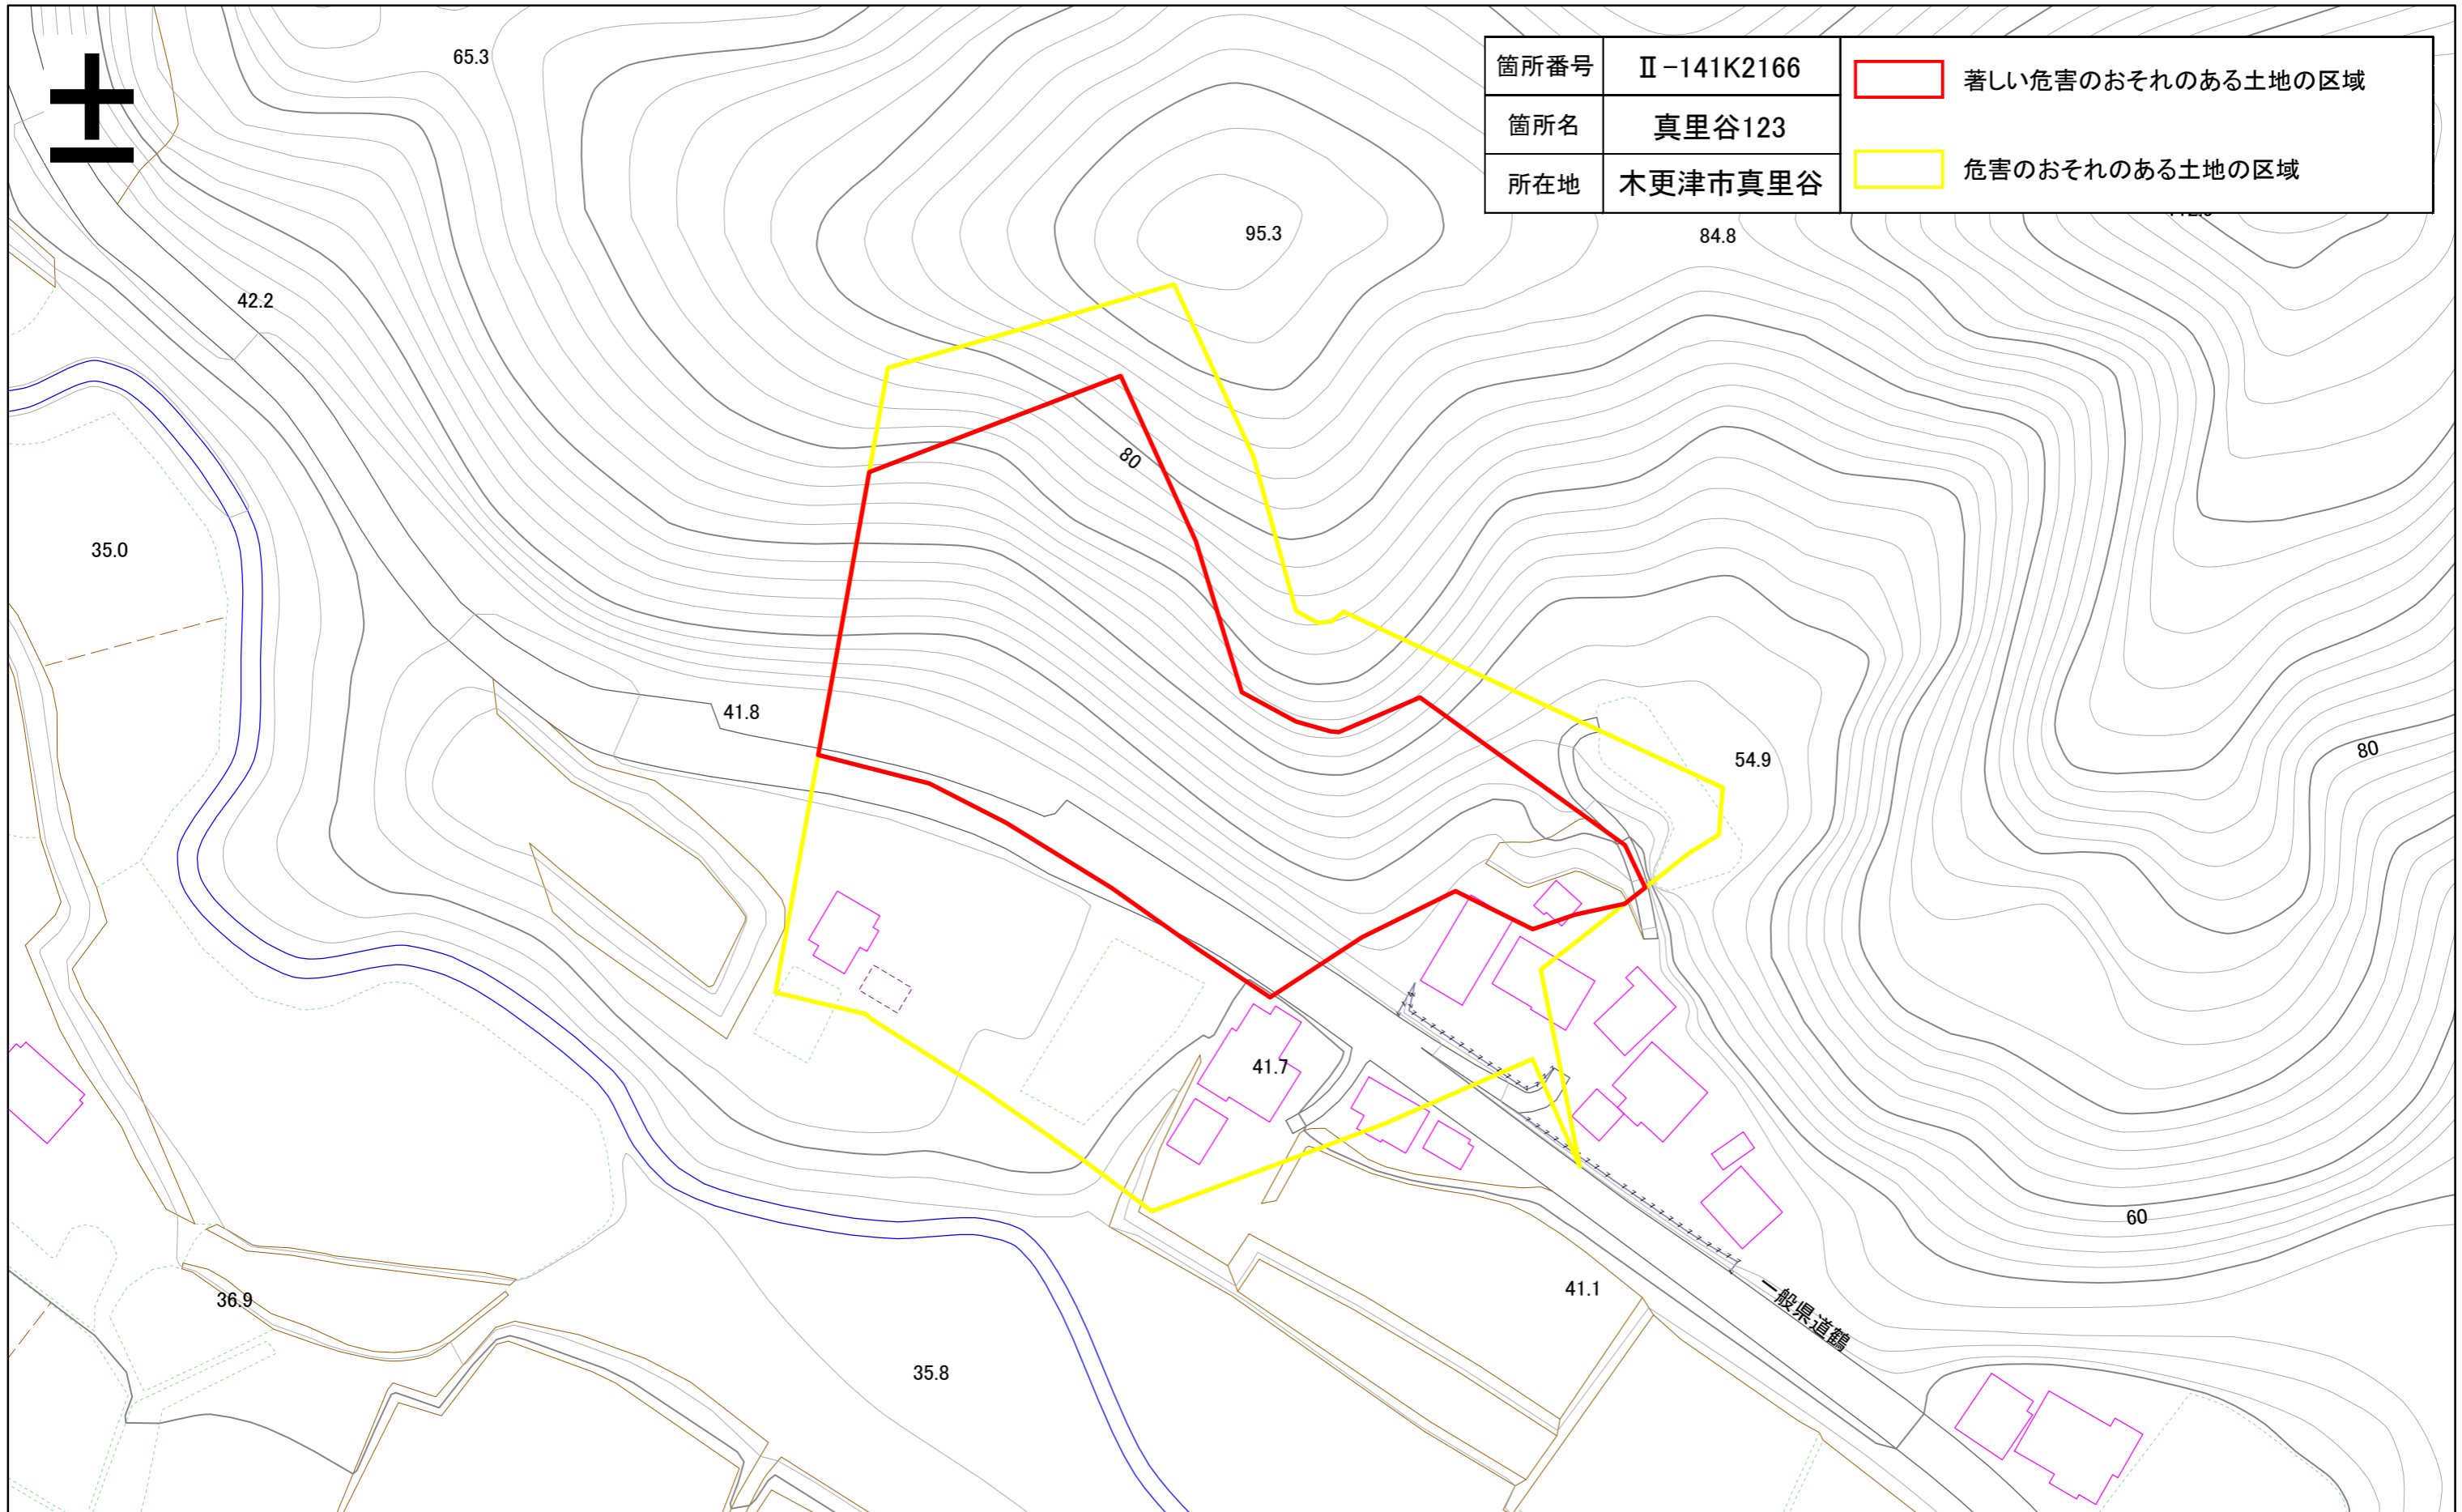 箇所番号 Ⅱ-141K2166
箇所名 真里谷123
所在地 木更津市真里谷
著しい危害のおそれのある土地の区域
危害のおそれのある土地の区域
土
65.3
95.3
84.8
42.2
80
35.0
41.8
54.9
80
41.7
60
41.1
36.9
一般県道鶴
35.8